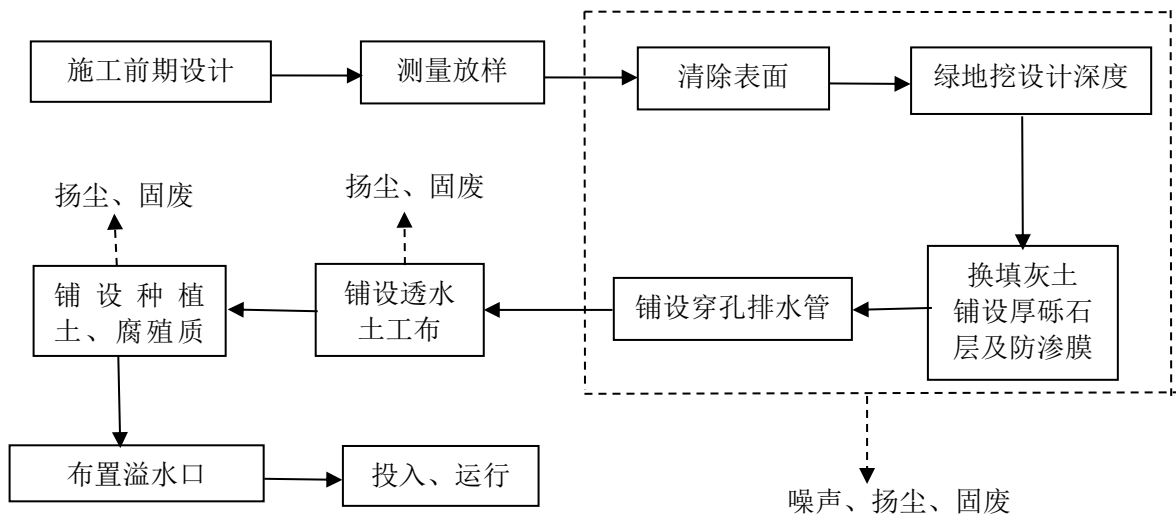 施工前期设计
测量放样
清除表面
绿地挖设计深度
扬尘、固废
扬尘、固废
铺设种植
土、腐殖质
铺设透水
土工布
铺设穿孔排水管
换填灰土
铺设厚砾石
层及防渗膜
布置溢水口
投入、运行
噪声、扬尘、固废